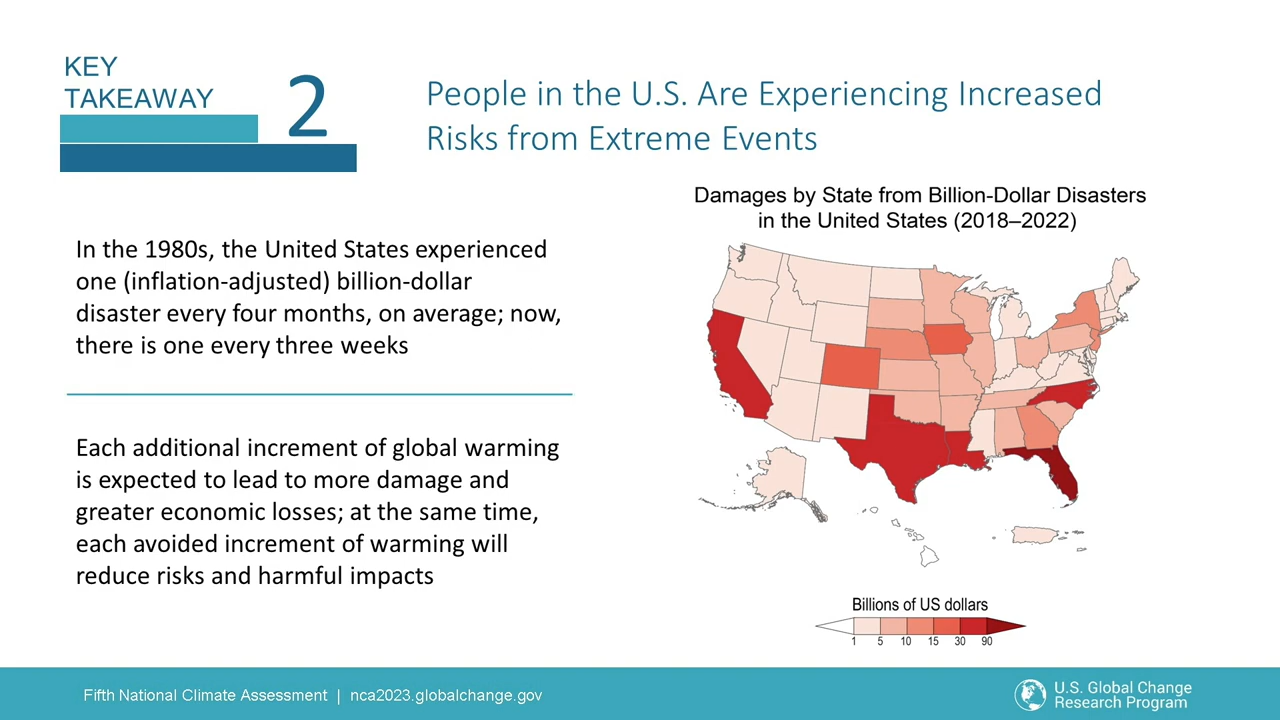 KEY
TAKEAWAY
2
People in the U.S. Are Experiencing Increased
Risks from Extreme Events
In the 1980s, the United States experienced
one (inflation-adjusted) billion-dollar
disaster every four months, on average; now,
there is one every three weeks
Each additional increment of global warming
is expected to lead to more damage and
greater economic losses; at the same time,
each avoided increment of warming will
reduce risks and harmful impacts
Damages by State from Billion-Dollar Disasters
in the United States (2018–2022)
Billions of US dollars
1 5 10 15 30 90
Fifth National Climate Assessment | nca2023.globalchange.gov
U.S. Global Change
Research Program